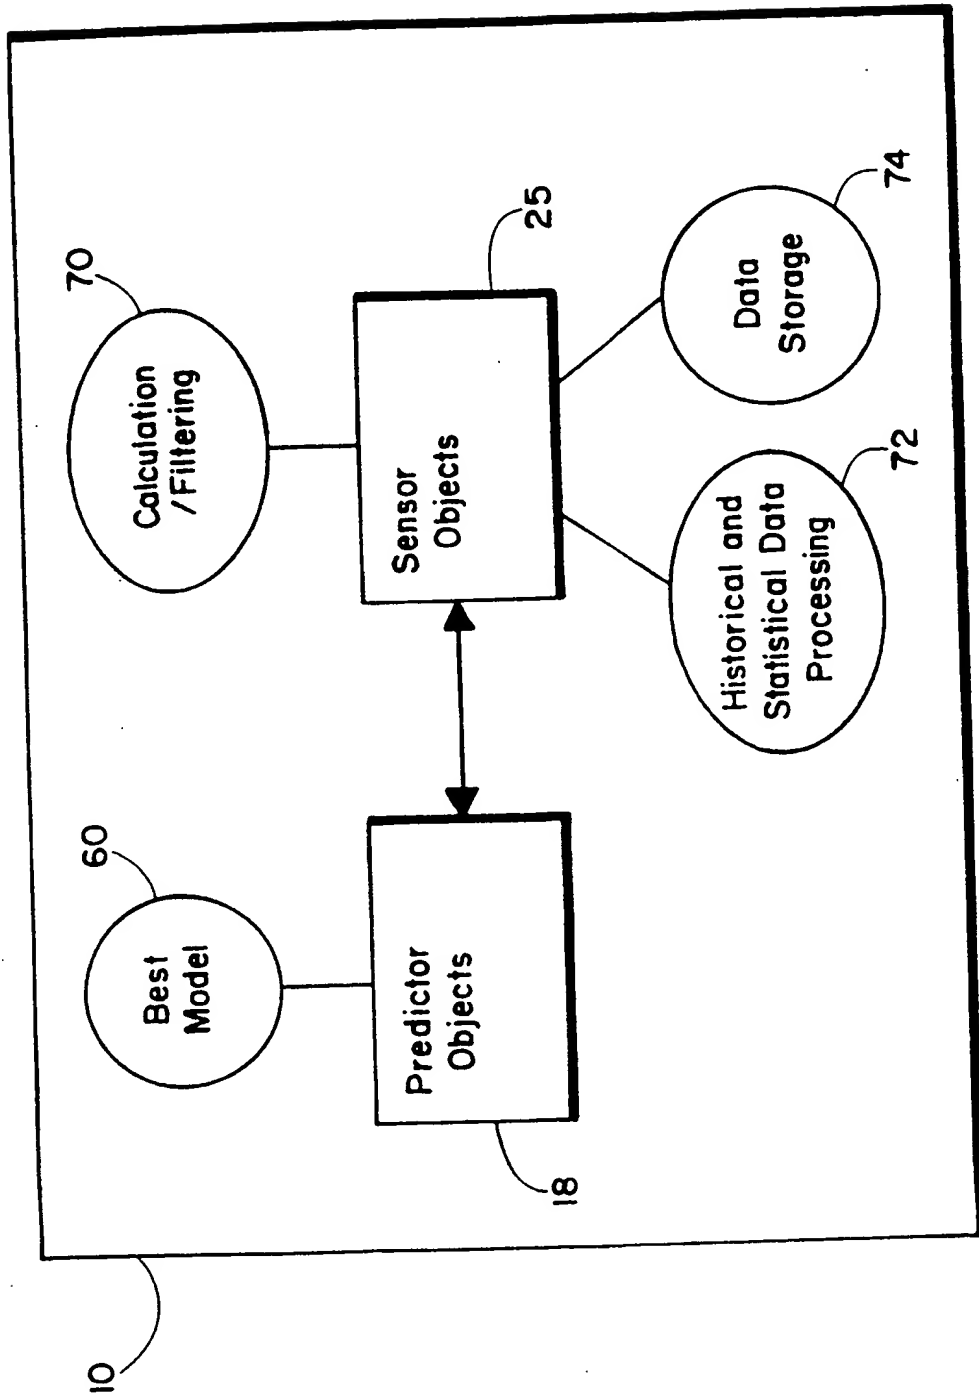 10
60
Best
Model
Predictor
Objects
18
70
Calculation
/Filtering
Sensor
Objects
25
Historical and
Statistical Data
Processing
72
Data
Storage
74